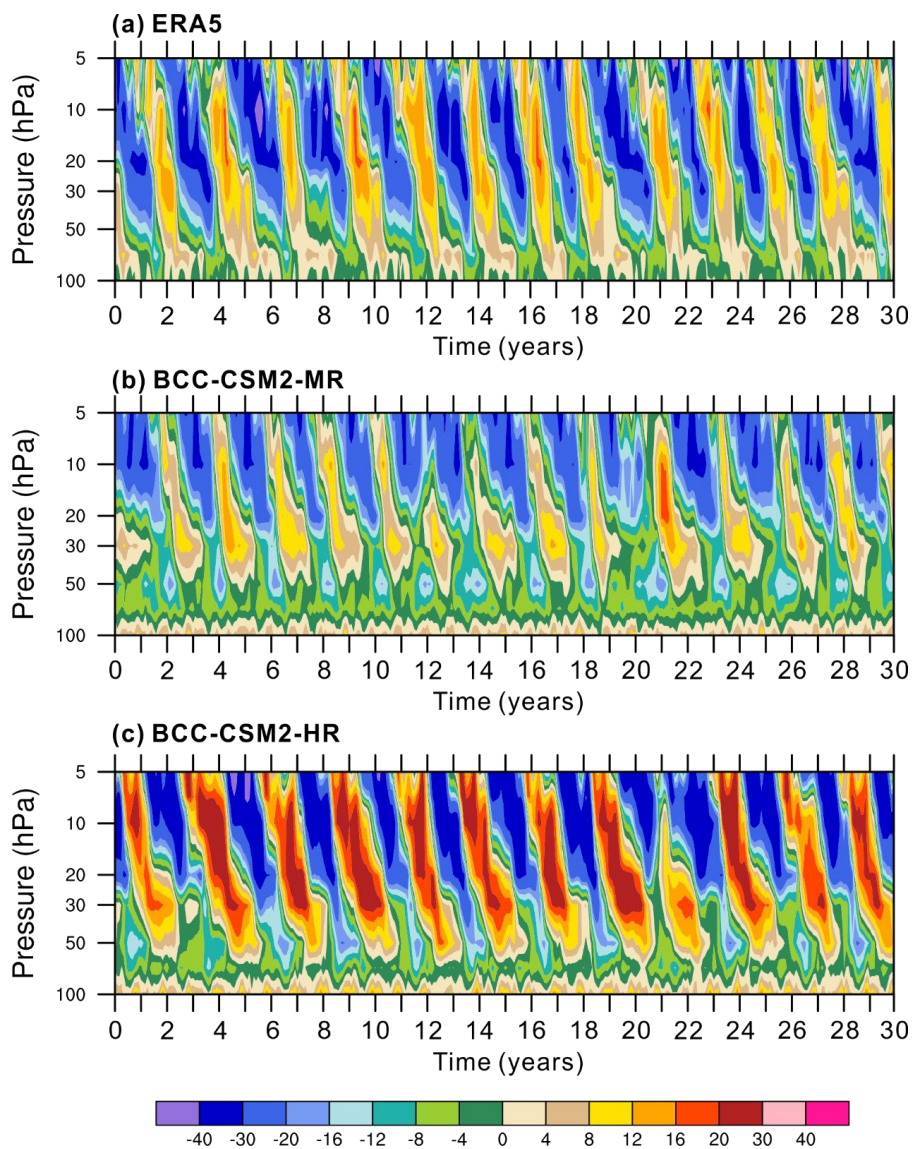 (a) ERA5
5
10
20
30
50
100
Pressure (hPa)
0 2 4 6 8 10 12 14 16 18 20 22 24 26 28 30
Time (years)
(b) BCC-CSM2-MR
5
10
20
30
50
100
Pressure (hPa)
0 2 4 6 8 10 12 14 16 18 20 22 24 26 28 30
Time (years)
(c) BCC-CSM2-HR
5
10
20
30
50
100
Pressure (hPa)
0 2 4 6 8 10 12 14 16 18 20 22 24 26 28 30
Time (years)
-40 -30 -20 -16 -12 -8 -4 0 4 8 12 16 20 30 40